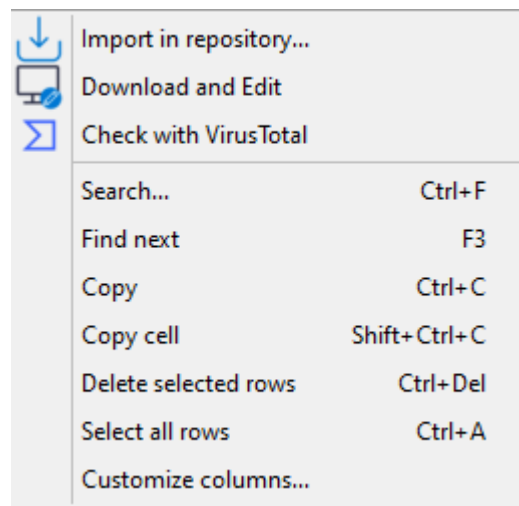 Import in repository...
Download and Edit
Check with VirusTotal
Search... Ctrl+F
Find next F3
Copy Ctrl+C
Copy cell Shift+Ctrl+C
Delete selected rows Ctrl+Del
Select all rows Ctrl+A
Customize columns...